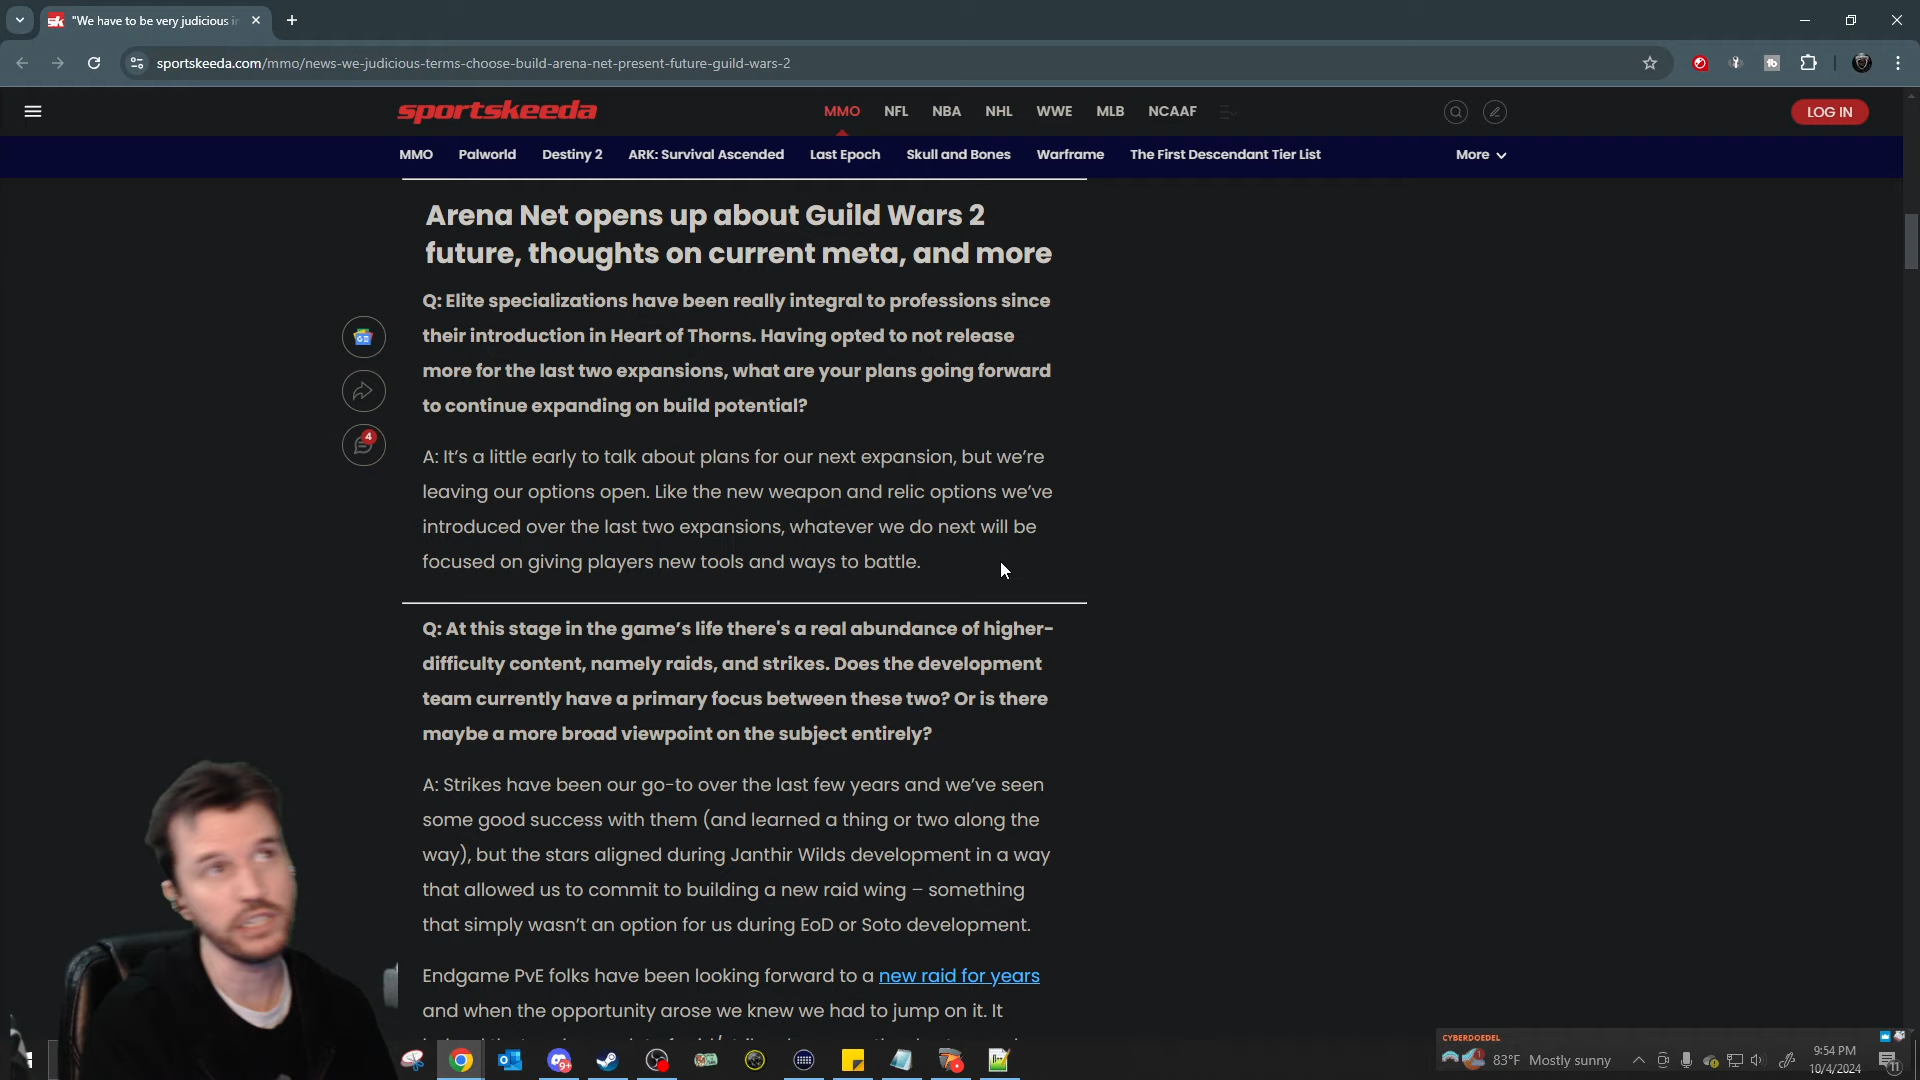 "We have to be very judicious i
sportskeeda.com/mmo/news-we-judicious-terms-choose-build-arena-net-present-future-guild-wars-2
sportskeeda
MMO NFL NBA NHL WWE MLB NCAAF
LOG IN
MMO Palworld Destiny 2 ARK: Survival Ascended Last Epoch Skull and Bones Warframe The First Descendant Tier List More
Arena Net opens up about Guild Wars 2
future, thoughts on current meta, and more
Q: Elite specializations have been really integral to professions since
their introduction in Heart of Thorns. Having opted to not release
more for the last two expansions, what are your plans going forward
to continue expanding on build potential?
4
A: It's a little early to talk about plans for our next expansion, but we're
leaving our options open. Like the new weapon and relic options we've
introduced over the last two expansions, whatever we do next will be
focused on giving players new tools and ways to battle.
Q: At this stage in the game's life there's a real abundance of higher-
difficulty content, namely raids, and strikes. Does the development
team currently have a primary focus between these two? Or is there
maybe a more broad viewpoint on the subject entirely?
A: Strikes have been our go-to over the last few years and we've seen
some good success with them (and learned a thing or two along the
way), but the stars aligned during Janthir Wilds development in a way
that allowed us to commit to building a new raid wing – something
that simply wasn't an option for us during EoD or Soto development.
Endgame PvE folks have been looking forward to a new raid for years
and when the opportunity arose we knew we had to jump on it. It
CYBERDOEDEL
83°F Mostly sunny
9:54 PM
10/4/2024